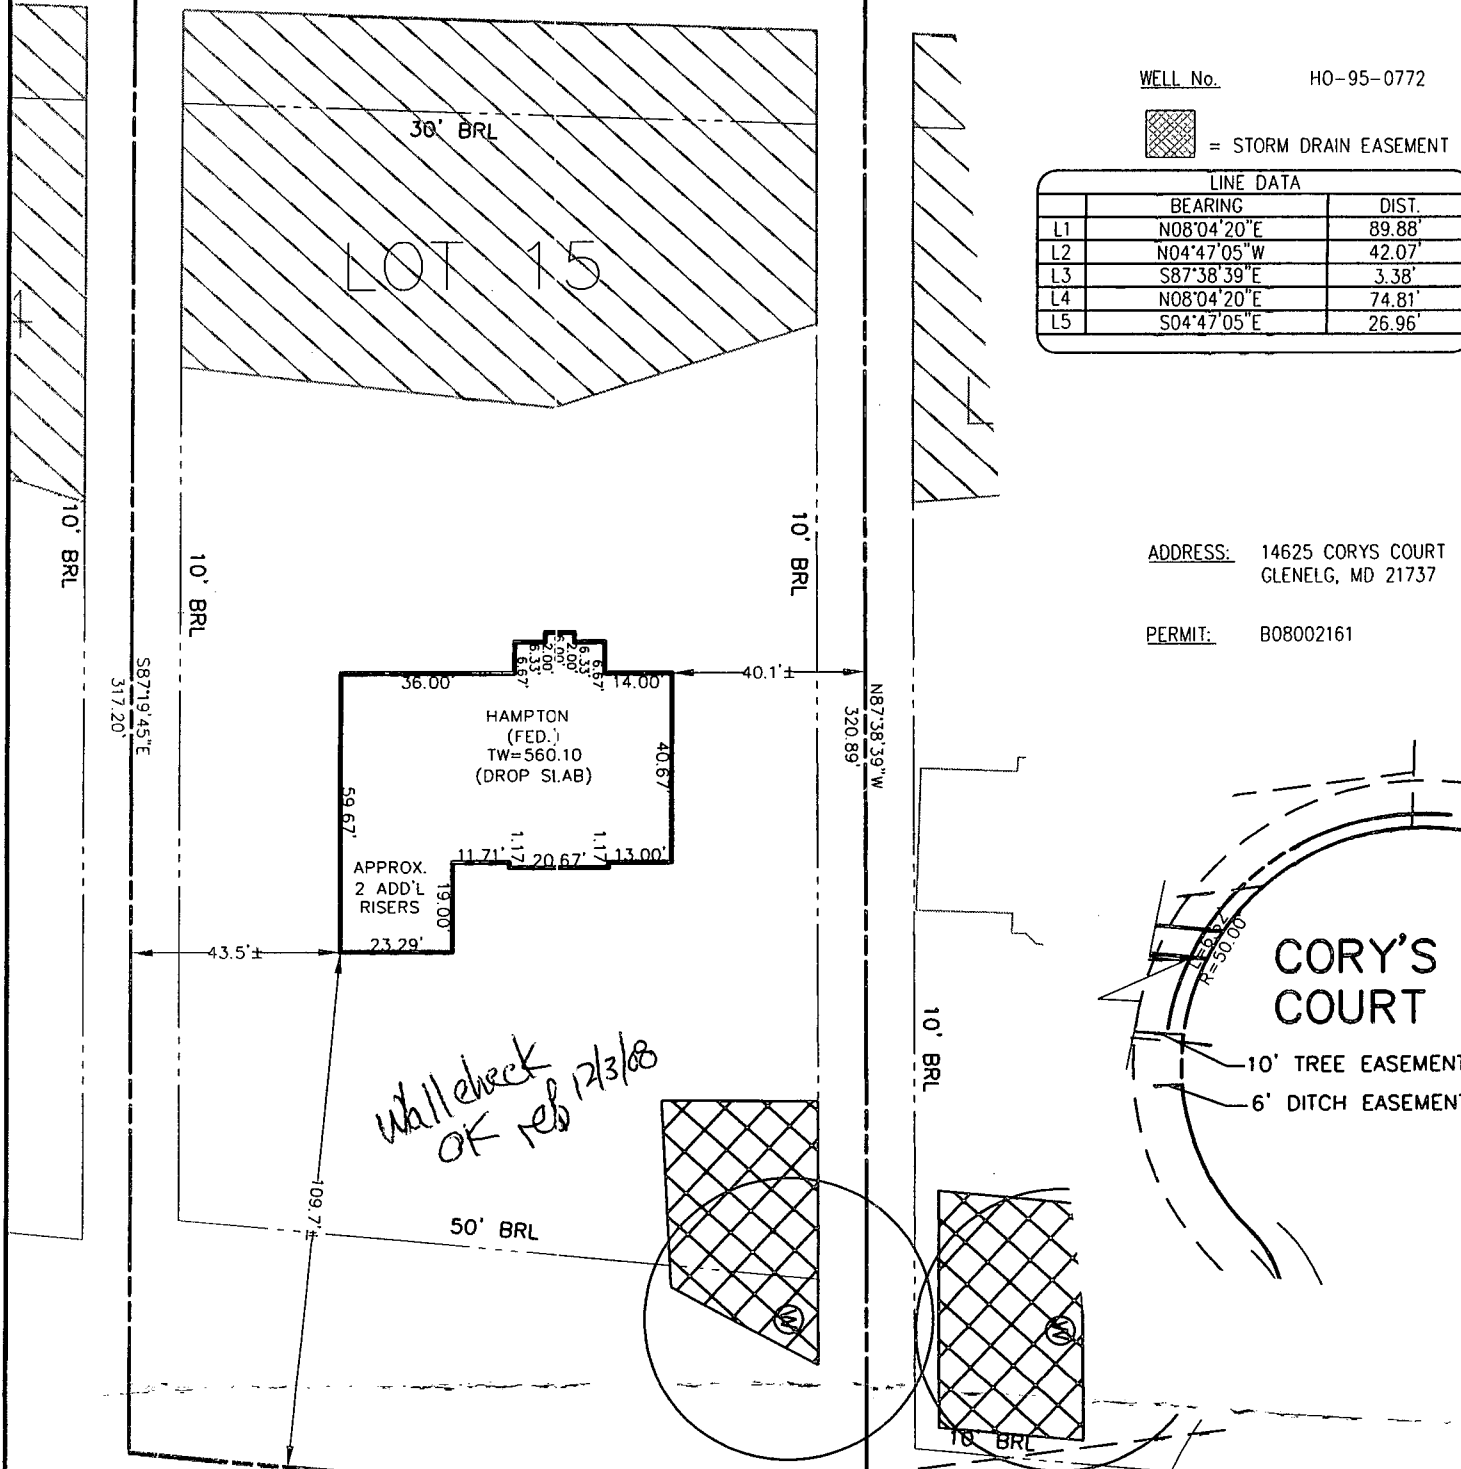 WELL No. HO-95-0772
= STORM DRAIN EASEMENT
LINE DATA
BEARING DIST.
L1 N08°04'20"E 89.88'
L2 N04°47'05"W 42.07'
L3 S87°38'39"E 3.38'
L4 N08°04'20"E 74.81'
L5 S04°47'05"E 26.96'
30' BRL
LOT 15
10' BRL
10' BRL
10' BRL
ADDRESS: 14625 CORYS COURT
GLENELG, MD 21737
PERMIT: B08002161
S87°19'45"E
317.20'
N87°38'39"W
320.89'
36.00'
6.67'
6.33'
2.00'
6.00'
2.00'
6.33'
6.67'
14.00'
40.1'±
HAMPTON
(FED.)
TW=560.10
(DROP SLAB)
40.67'
59.67'
11.71'
1.17'
20.67'
1.17'
13.00'
APPROX.
2 ADD'L
RISERS
19.00'
23.29'
43.5'±
109.7'±
Wall check
OK reb 12/3/08
50' BRL
W
10' BRL
W
10' BRL
R=50.00'
CORY'S
COURT
10' TREE EASEMENT
6' DITCH EASEMENT